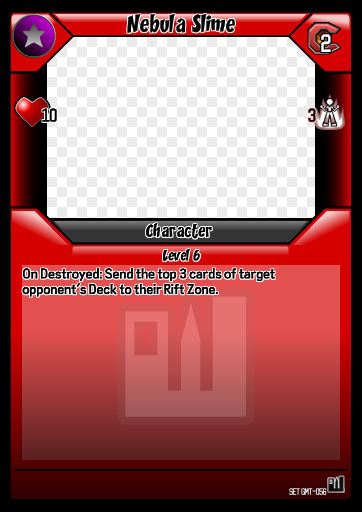 Nebula Slime
2
10
3
Character
Level 6
On Destroyed: Send the top 3 cards of target
opponent's Deck to their Rift Zone.
SET GMT-056